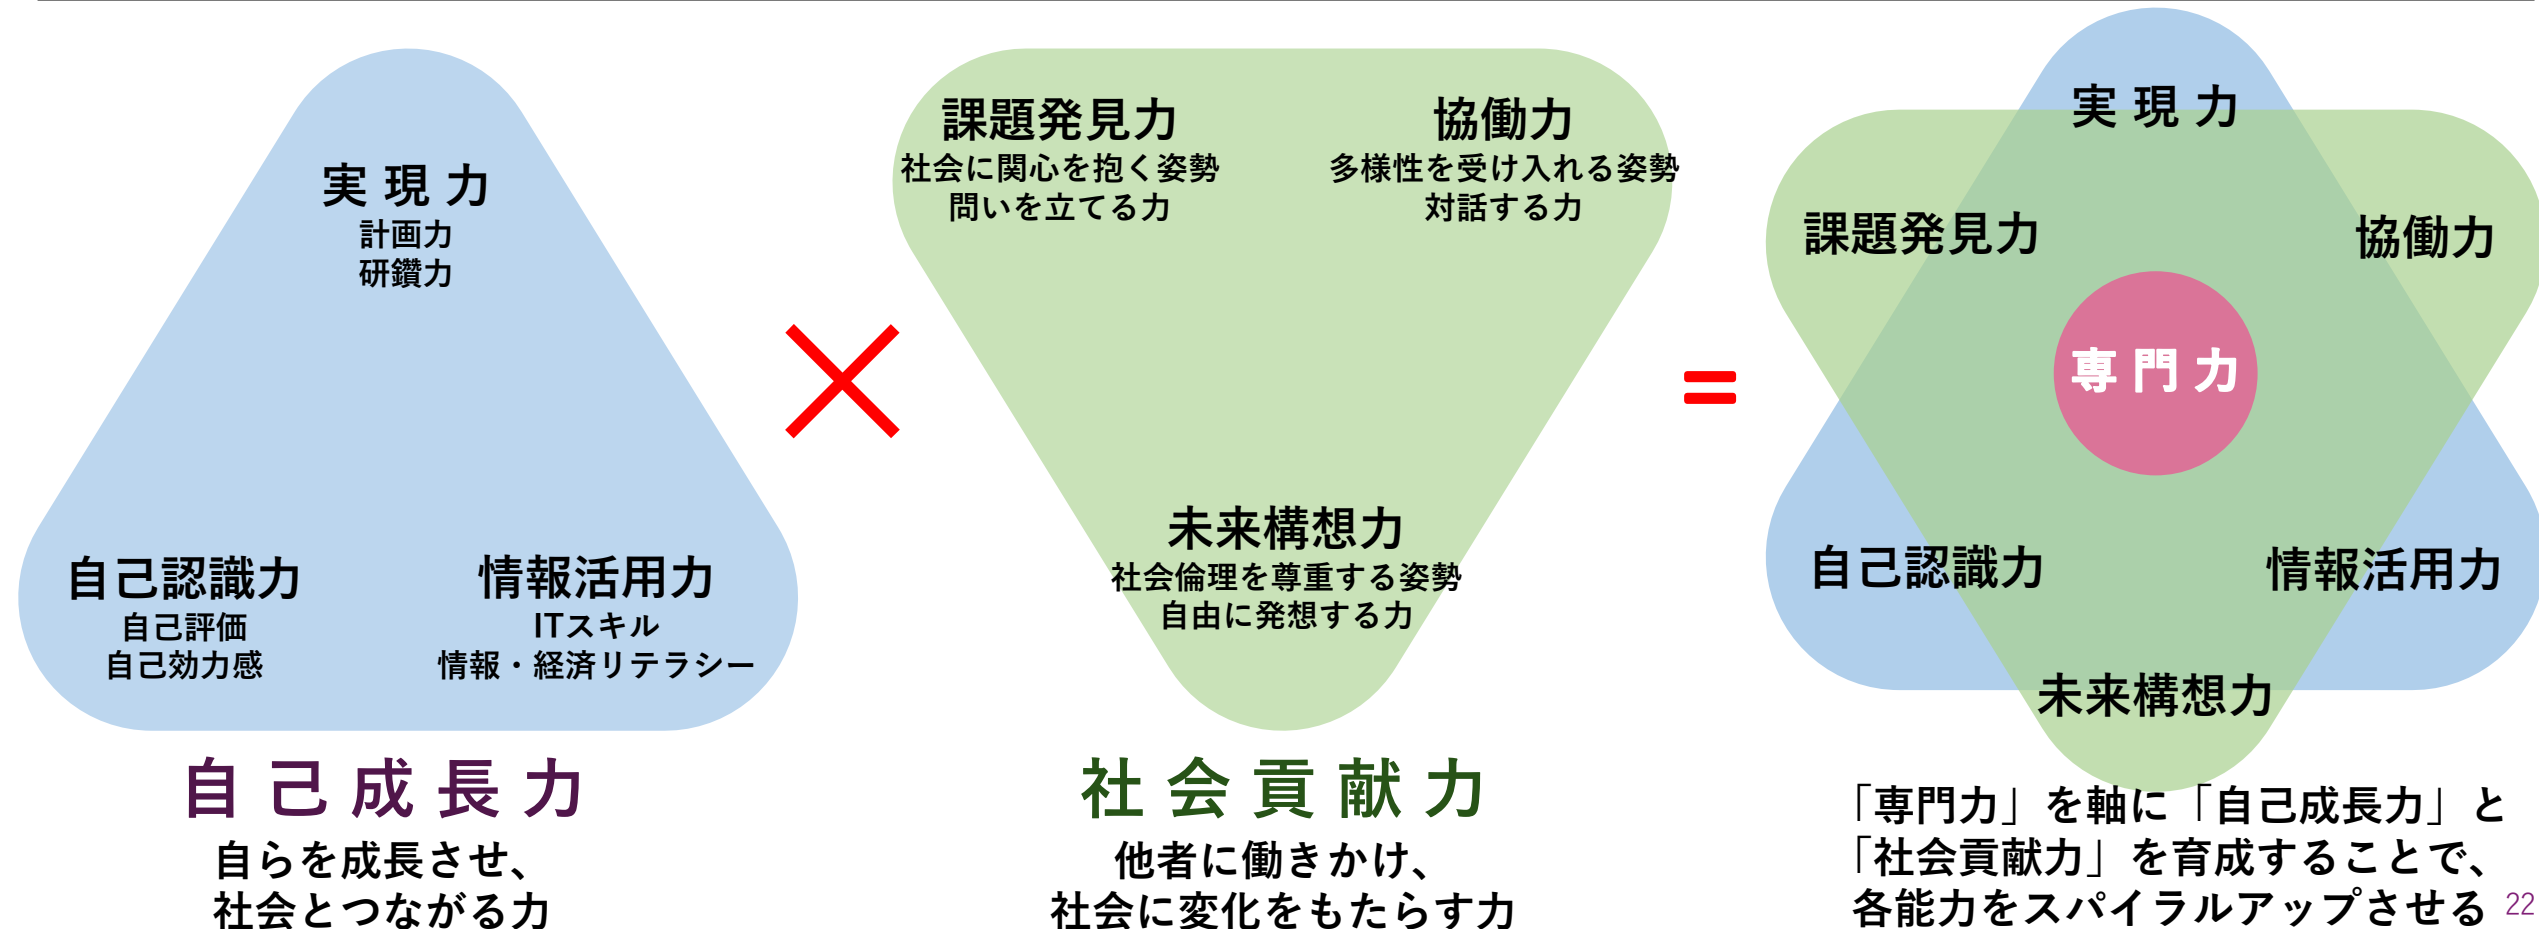 実現力
計画力
研鑽力
自己認識力
自己評価
自己効力感
情報活用力
ITスキル
情報・経済リテラシー
自己成長力
自らを成長させ、
社会とつながる力
×
課題発見力
社会に関心を抱く姿勢
問いを立てる力
協働力
多様性を受け入れる姿勢
対話する力
未来構想力
社会倫理を尊重する姿勢
自由に発想する力
社会貢献力
他者に働きかけ、
社会に変化をもたらす力
=
実現力
課題発見力
協働力
専門力
自己認識力
情報活用力
未来構想力
「専門力」を軸に「自己成長力」と
「社会貢献力」を育成することで、
各能力をスパイラルアップさせる
22